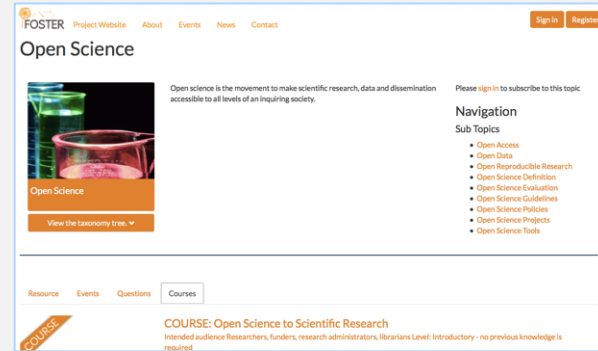 FOSTER Project Website About Events News Contact Sign in Register
Open Science
Open science is the movement to make scientific research, data and dissemination
accessible to all levels of an inquiring society.
Open Science
View the taxonomy tree.
Please sign in to subscribe to this topic
Navigation
Sub Topics
Open Access
Open Data
Open Reproducible Research
Open Science Definition
Open Science Evaluation
Open Science Guidelines
Open Science Policies
Open Science Projects
Open Science Tools
Resource Events Questions Courses
COURSE
COURSE: Open Science to Scientific Research
Intended audience Researchers, funders, research administrators, librarians Level: Introductory - no previous knowledge is
required